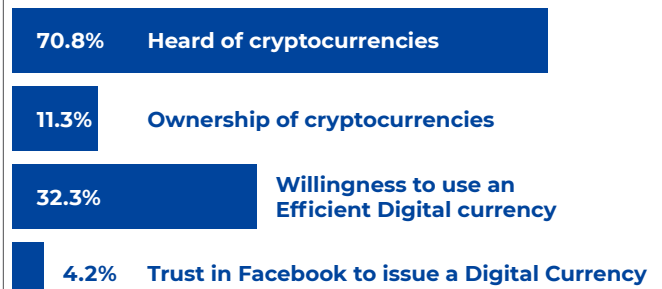 70.8% Heard of cryptocurrencies
11.3% Ownership of cryptocurrencies
32.3% Willingness to use an
Efficient Digital currency
4.2% Trust in Facebook to issue a Digital Currency